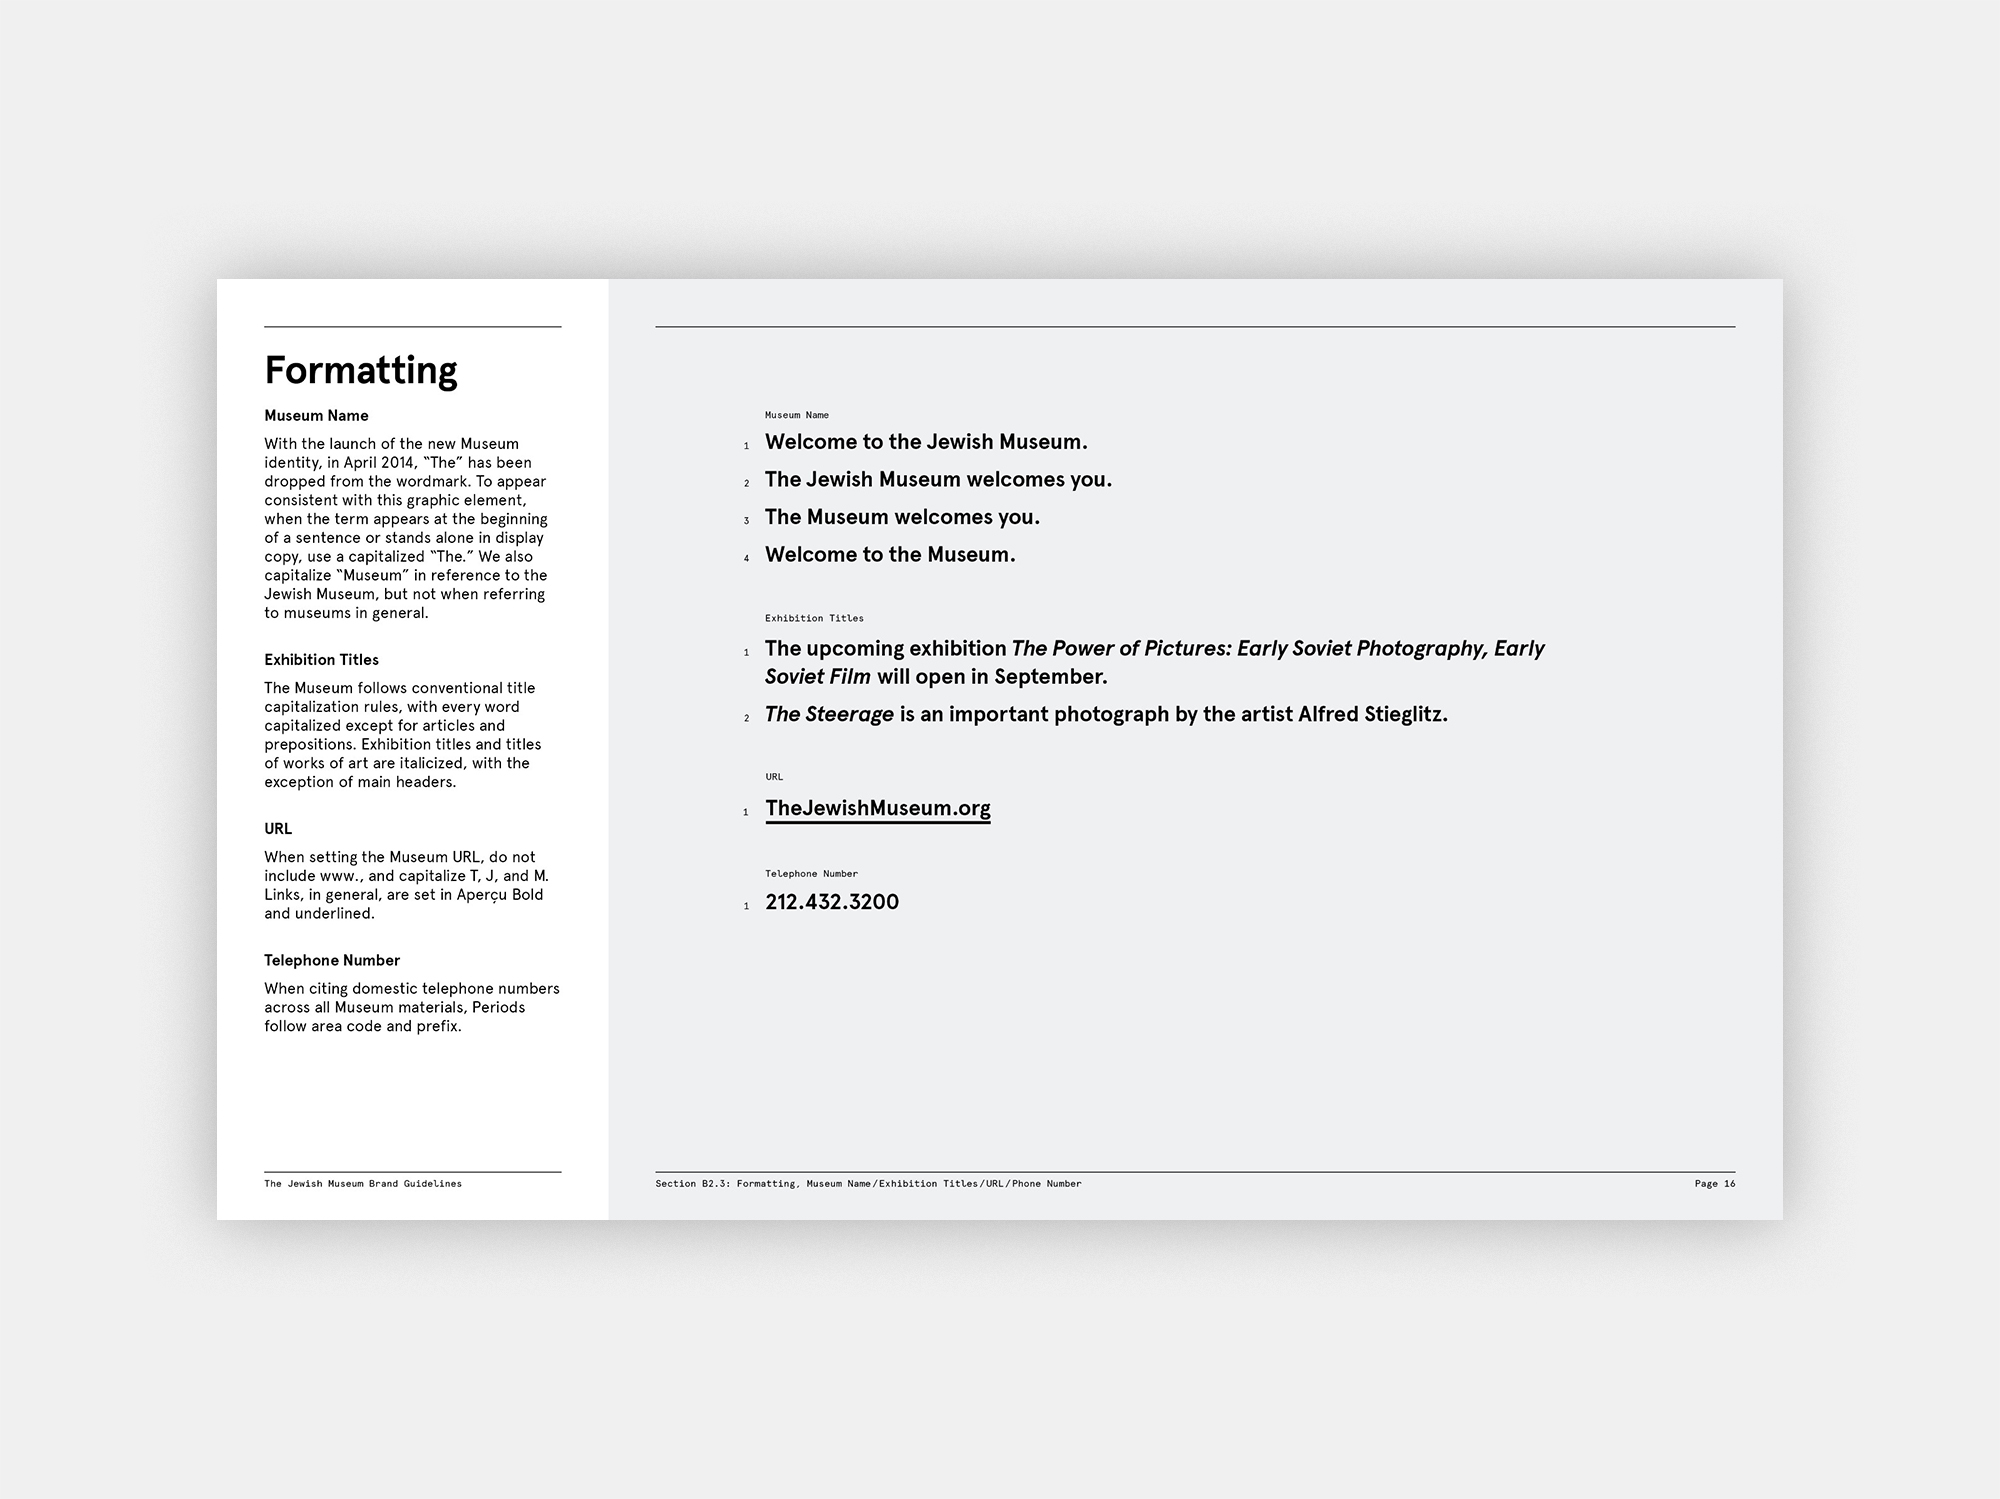 Formatting
Museum Name
With the launch of the new Museum
identity, in April 2014, “The” has been
dropped from the wordmark. To appear
consistent with this graphic element,
when the term appears at the beginning
of a sentence or stands alone in display
copy, use a capitalized “The.” We also
capitalize “Museum” in reference to the
Jewish Museum, but not when referring
to museums in general.
Exhibition Titles
The Museum follows conventional title
capitalization rules, with every word
capitalized except for articles and
prepositions. Exhibition titles and titles
of works of art are italicized, with the
exception of main headers.
URL
When setting the Museum URL, do not
include www., and capitalize T, J, and M.
Links, in general, are set in Aperçu Bold
and underlined.
Telephone Number
When citing domestic telephone numbers
across all Museum materials, Periods
follow area code and prefix.
The Jewish Museum Brand Guidelines
Museum Name
1 Welcome to the Jewish Museum.
2 The Jewish Museum welcomes you.
3 The Museum welcomes you.
4 Welcome to the Museum.
Exhibition Titles
1 The upcoming exhibition The Power of Pictures: Early Soviet Photography, Early
Soviet Film will open in September.
2 The Steerage is an important photograph by the artist Alfred Stieglitz.
URL
1 TheJewishMuseum.org
Telephone Number
1 212.432.3200
Section B2.3: Formatting, Museum Name/Exhibition Titles/URL/Phone Number
Page 16